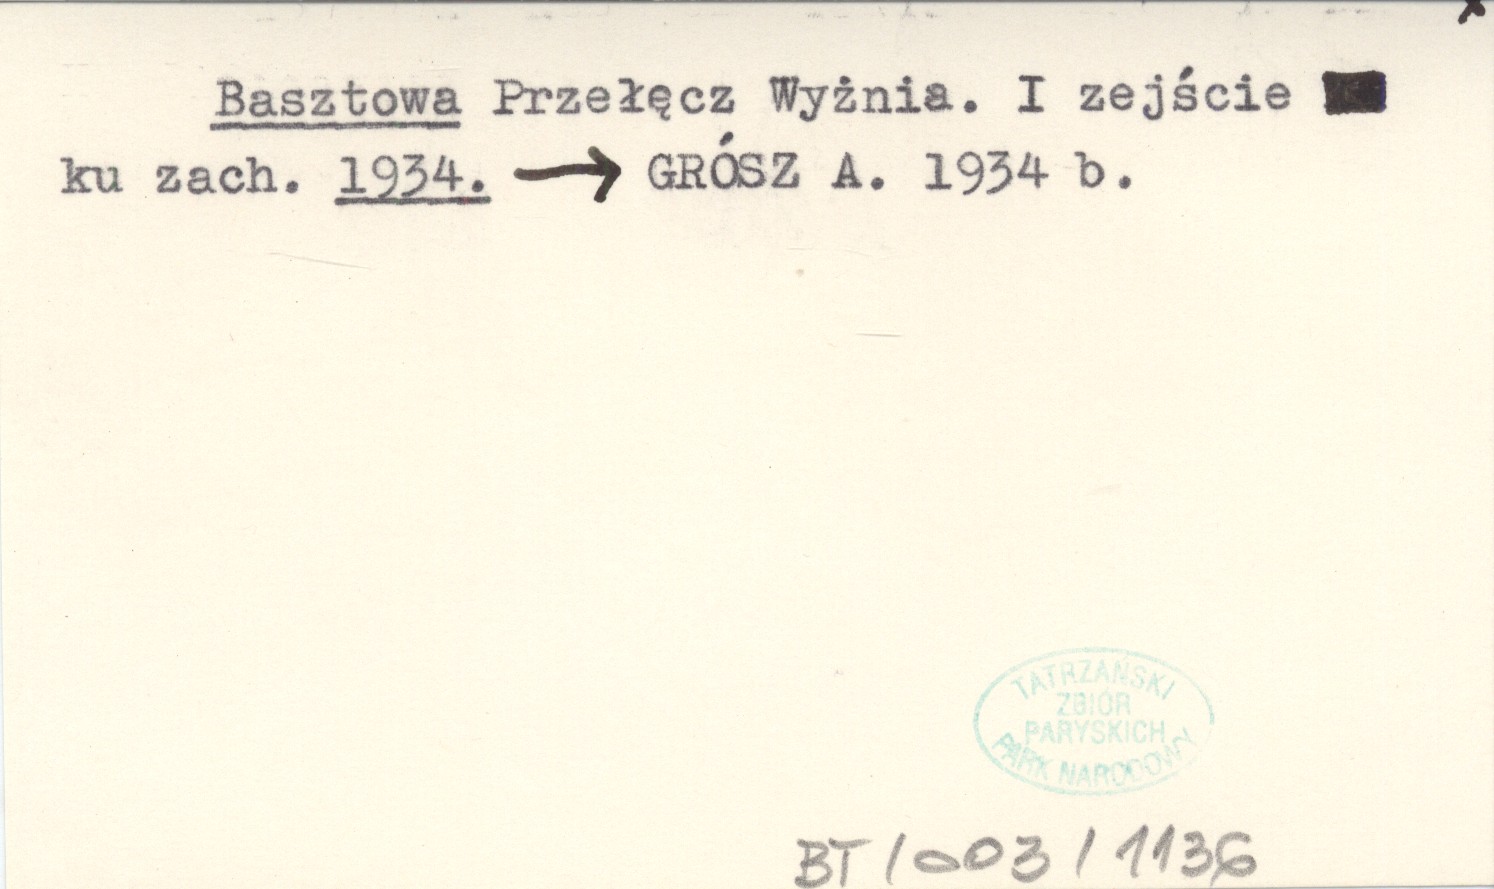 Basztowa Przełęcz Wyżnia. I zejście
ku zach. 1934. → GRÓSZ A. 1934 b.
TATRZAŃSKI
ZBIÓR
PARYSKICH
PARK NARODOWY
BT/003/1136